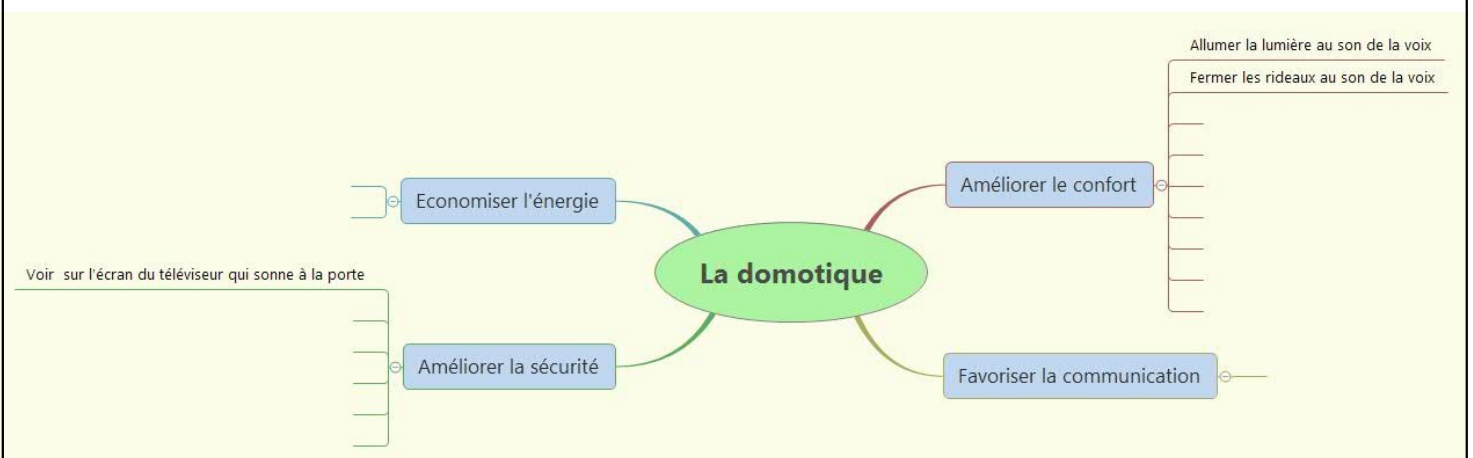 Allumer la lumière au son de la voix
Fermer les rideaux au son de la voix
Améliorer le confort
Economiser l'énergie
La domotique
Voir  sur l'écran du téléviseur qui sonne à la porte
Améliorer la sécurité
Favoriser la communication